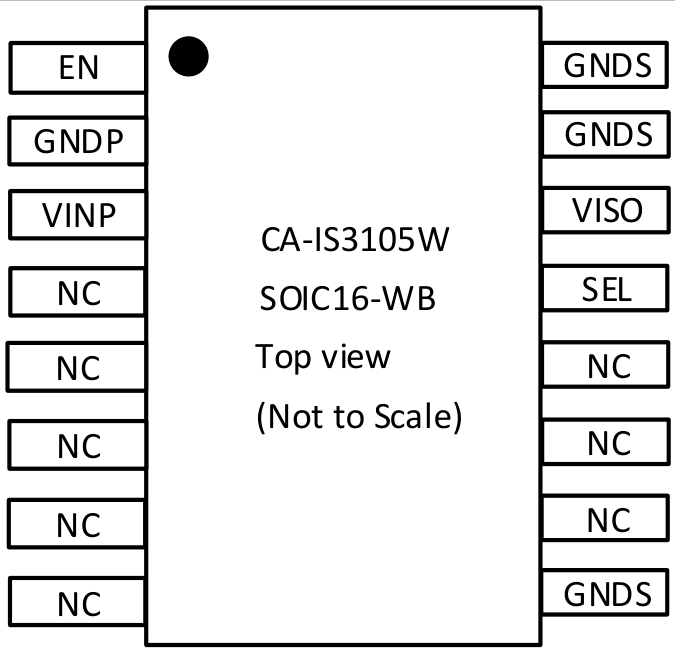 EN
GNDP
VINP
NC
NC
NC
NC
NC
CA-IS3105W
SOIC16-WB
Top view
(Not to Scale)
GNDS
GNDS
VISO
SEL
NC
NC
NC
GNDS